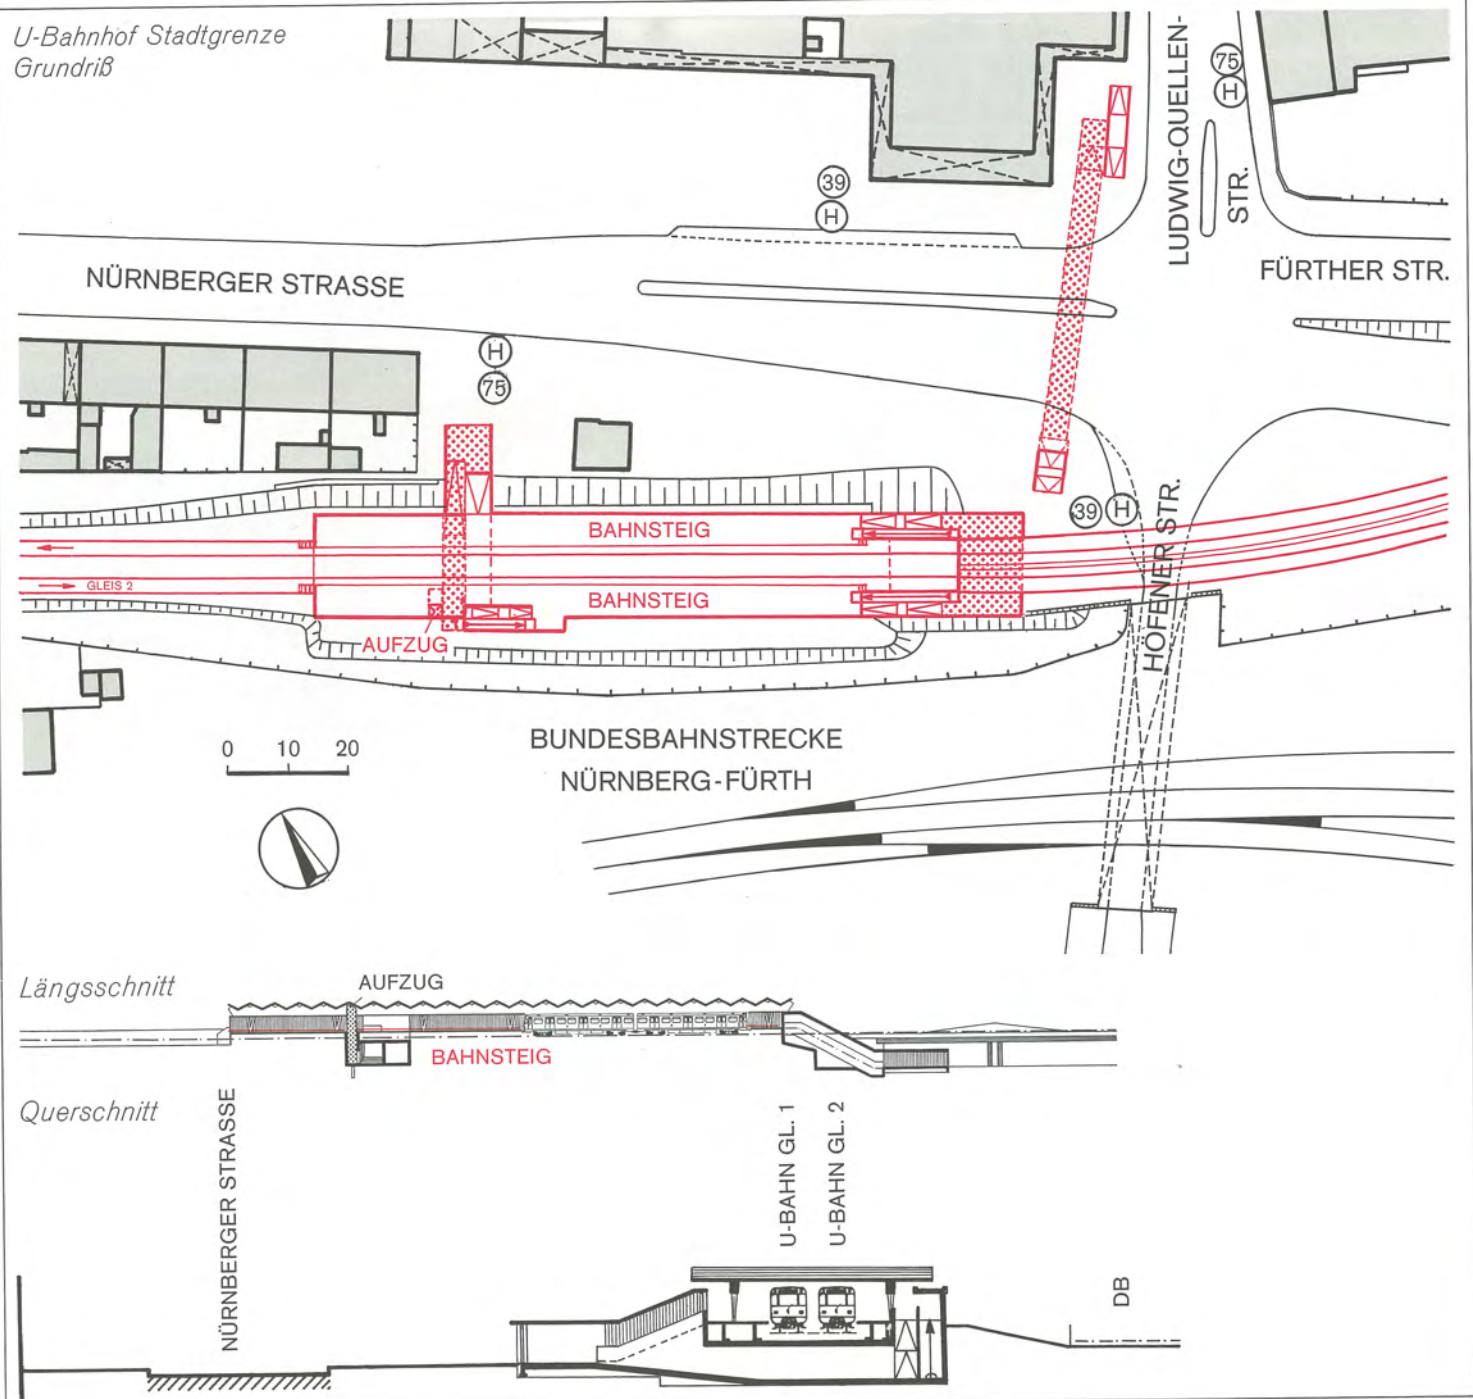 U-Bahnhof Stadtgrenze
Grundriß
LUDWIG-QUELLEN-
STR.
75
H
39
H
NÜRNBERGER STRASSE
FÜRTHER STR.
H
75
BAHNSTEIG
39 H
HÖFENER STR.
GLEIS 2
BAHNSTEIG
AUFZUG
0 10 20
BUNDESBAHNSTRECKE
NÜRNBERG-FÜRTH
Längsschnitt
AUFZUG
BAHNSTEIG
Querschnitt
NÜRNBERGER STRASSE
U-BAHN GL. 1
U-BAHN GL. 2
DB